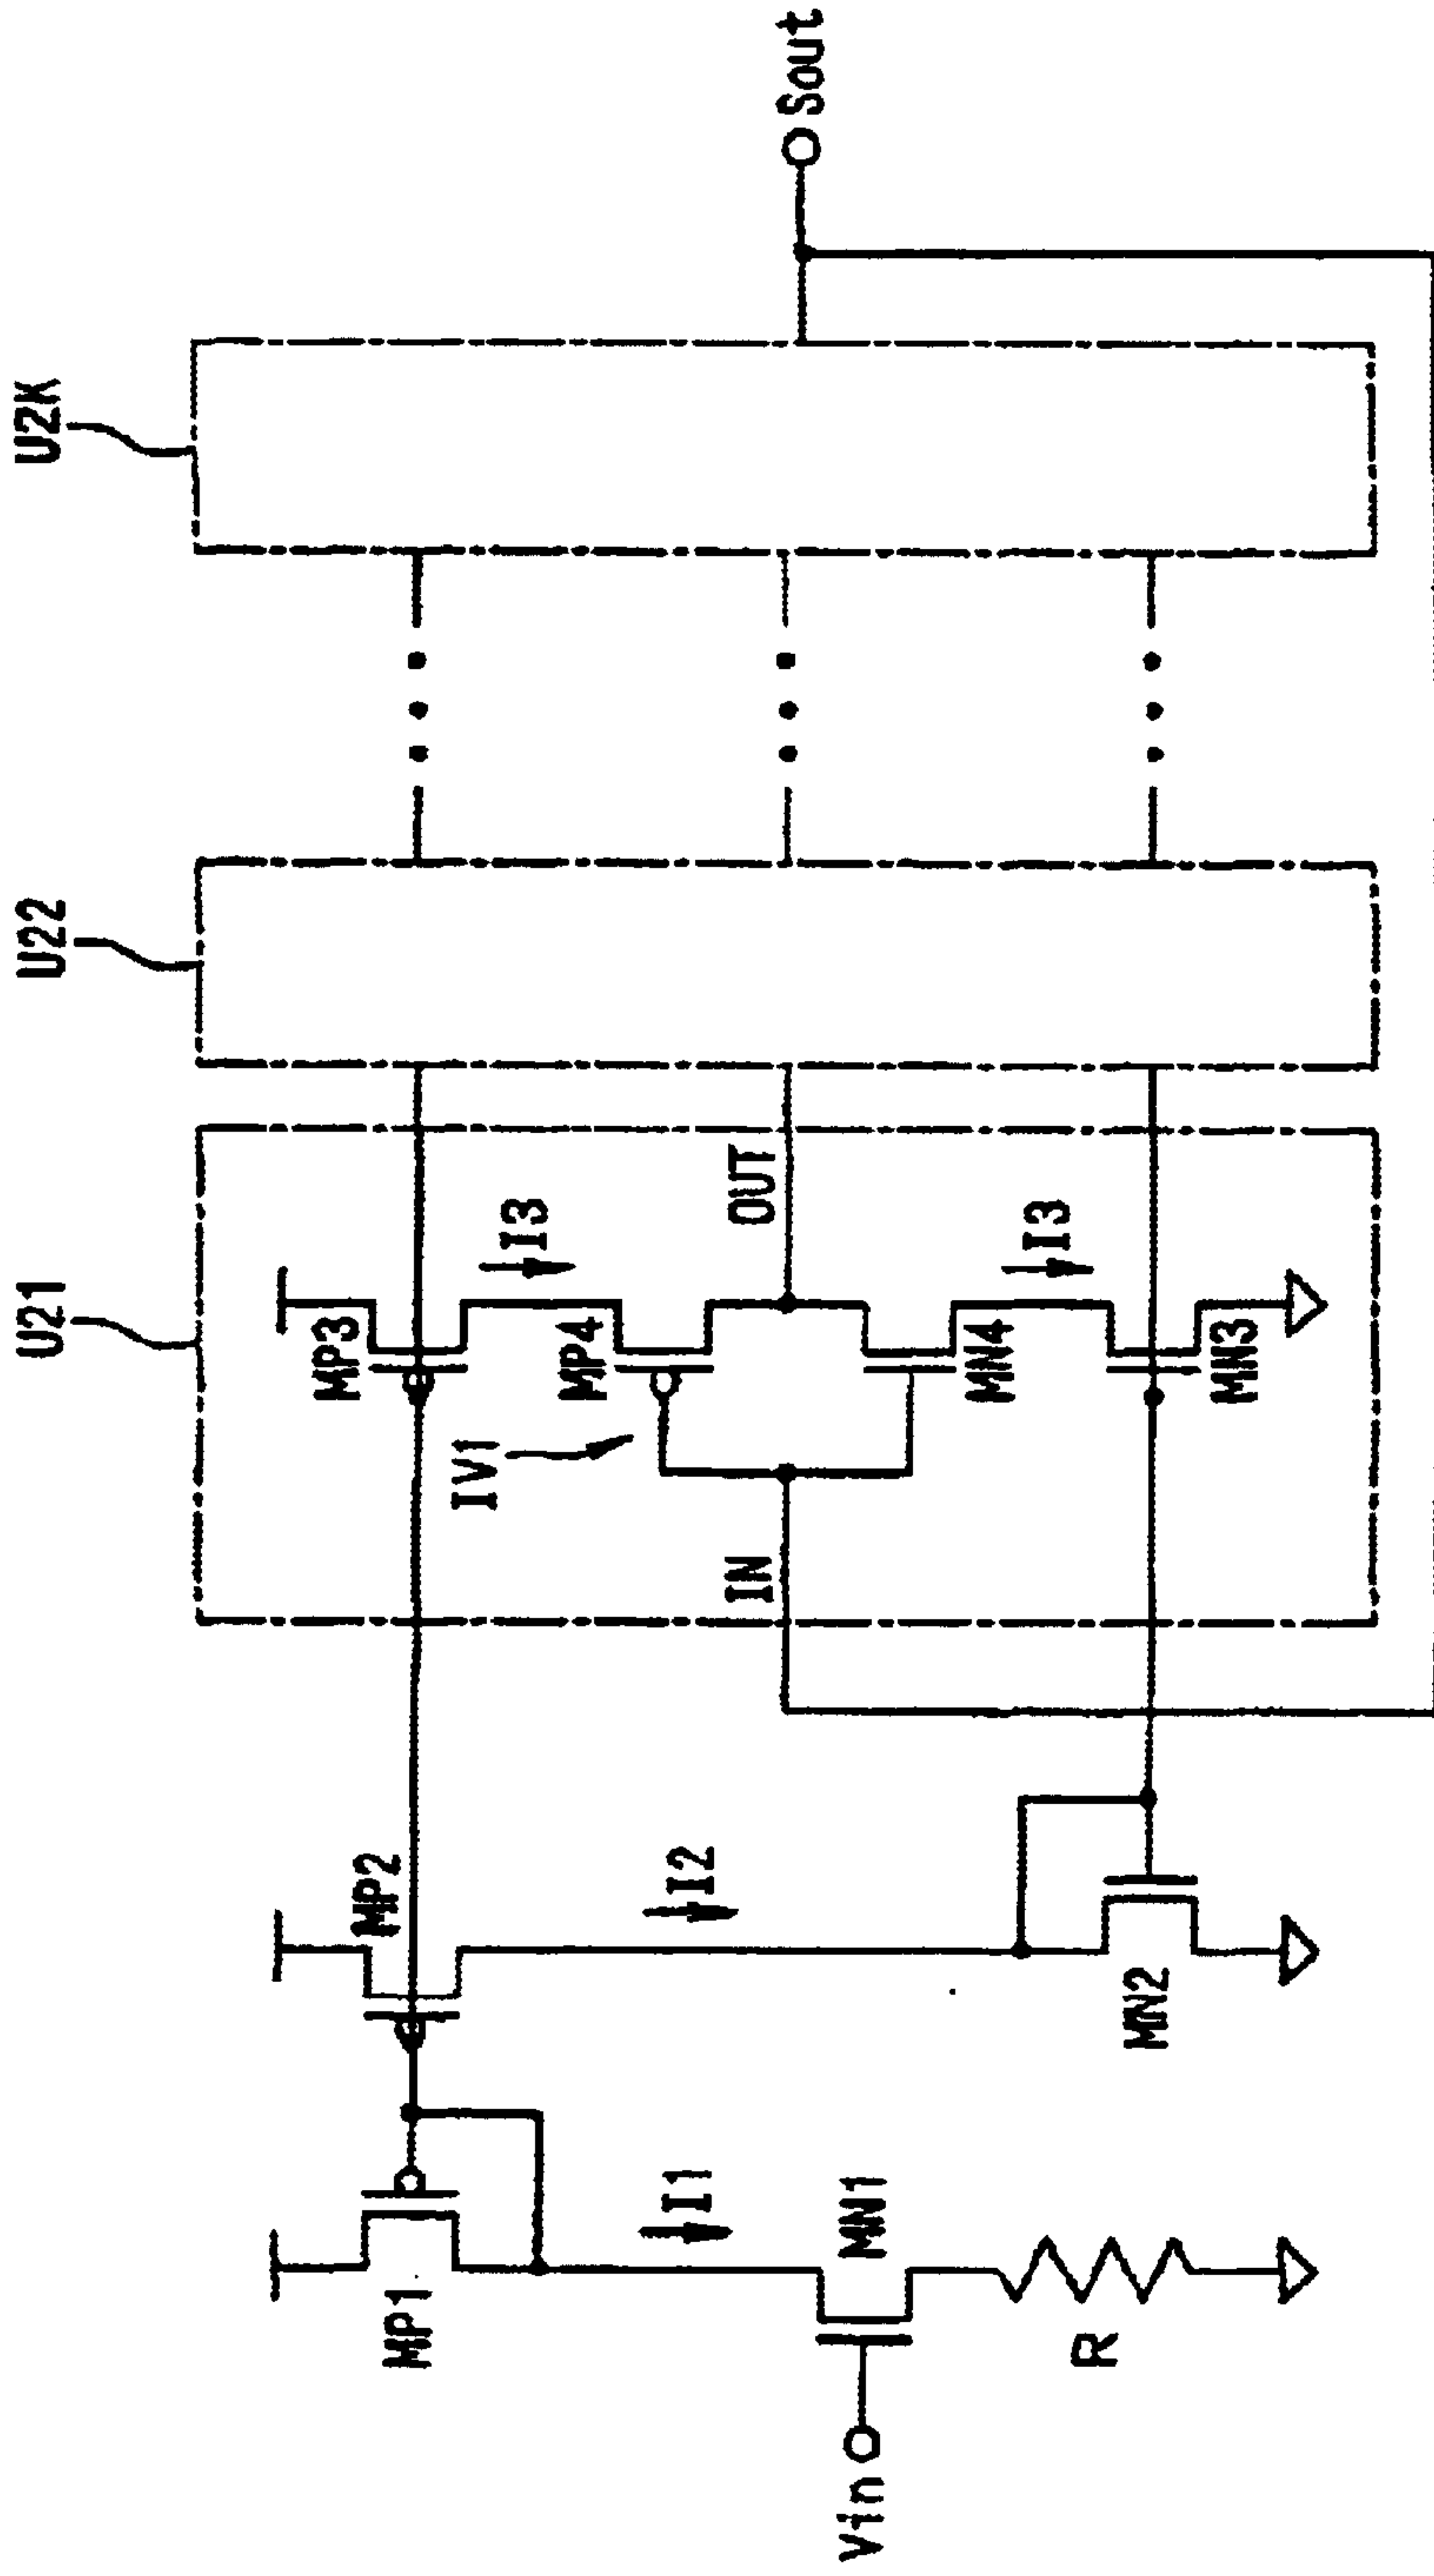 U21
U22
U2K
MP1
MP2
MP3
I3
IV1
MP4
I1
I2
IN
OUT
Sout
Vin
MN1
MN4
I3
R
MN2
MN3